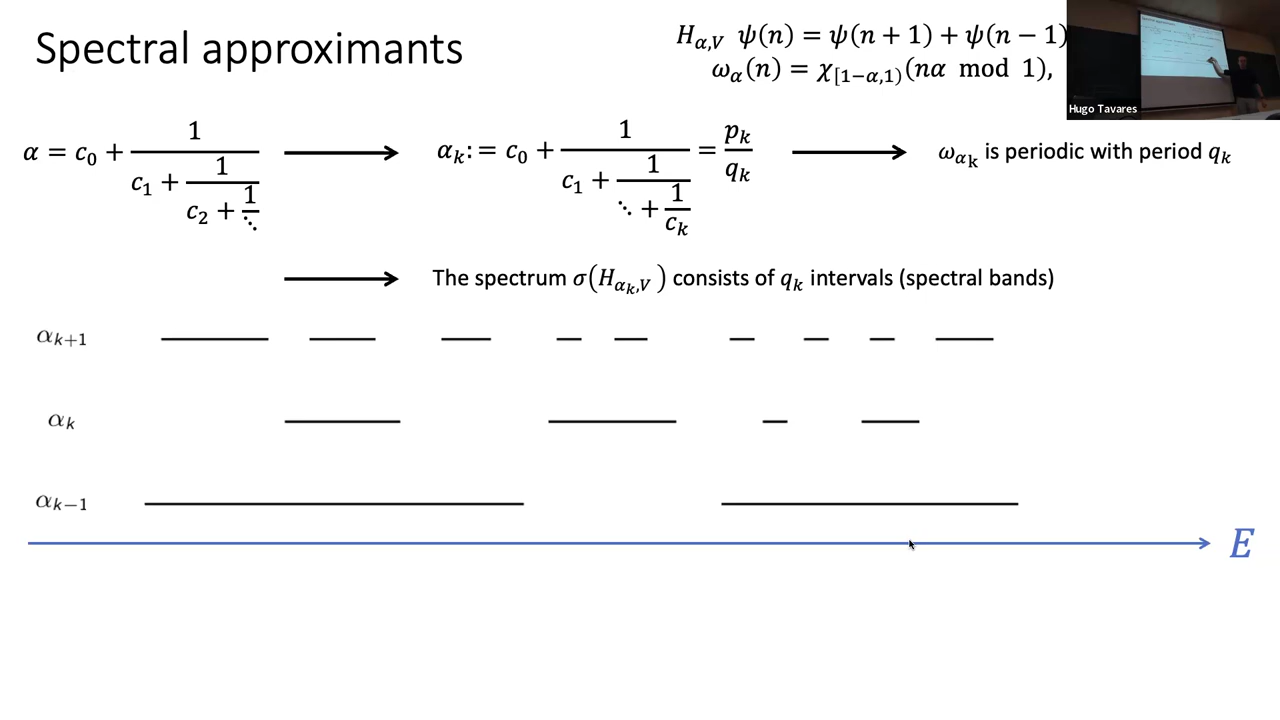 Spectral approximants
H_{α,V} ψ(n) = ψ(n + 1) + ψ(n − 1)
ω_α(n) = χ_{[1−α,1)}(nα mod 1),
Hugo Tavares
α = c_0 + 1/(c_1 + 1/(c_2 + 1/⋱)) ⟶ α_k := c_0 + 1/(c_1 + 1/(⋱ + 1/c_k)) = p_k/q_k ⟶ ω_{α_k} is periodic with period q_k
⟶ The spectrum σ(H_{α_k,V}) consists of q_k intervals (spectral bands)
α_{k+1}
α_k
α_{k−1}
E